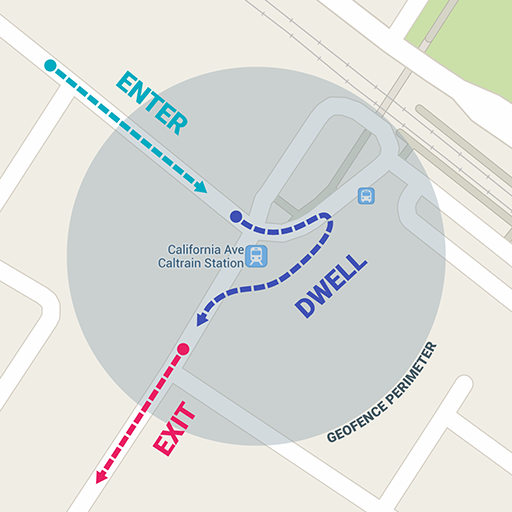 ENTER
California Ave
Caltrain Station
DWELL
GEOFENCE PERIMETER
EXIT